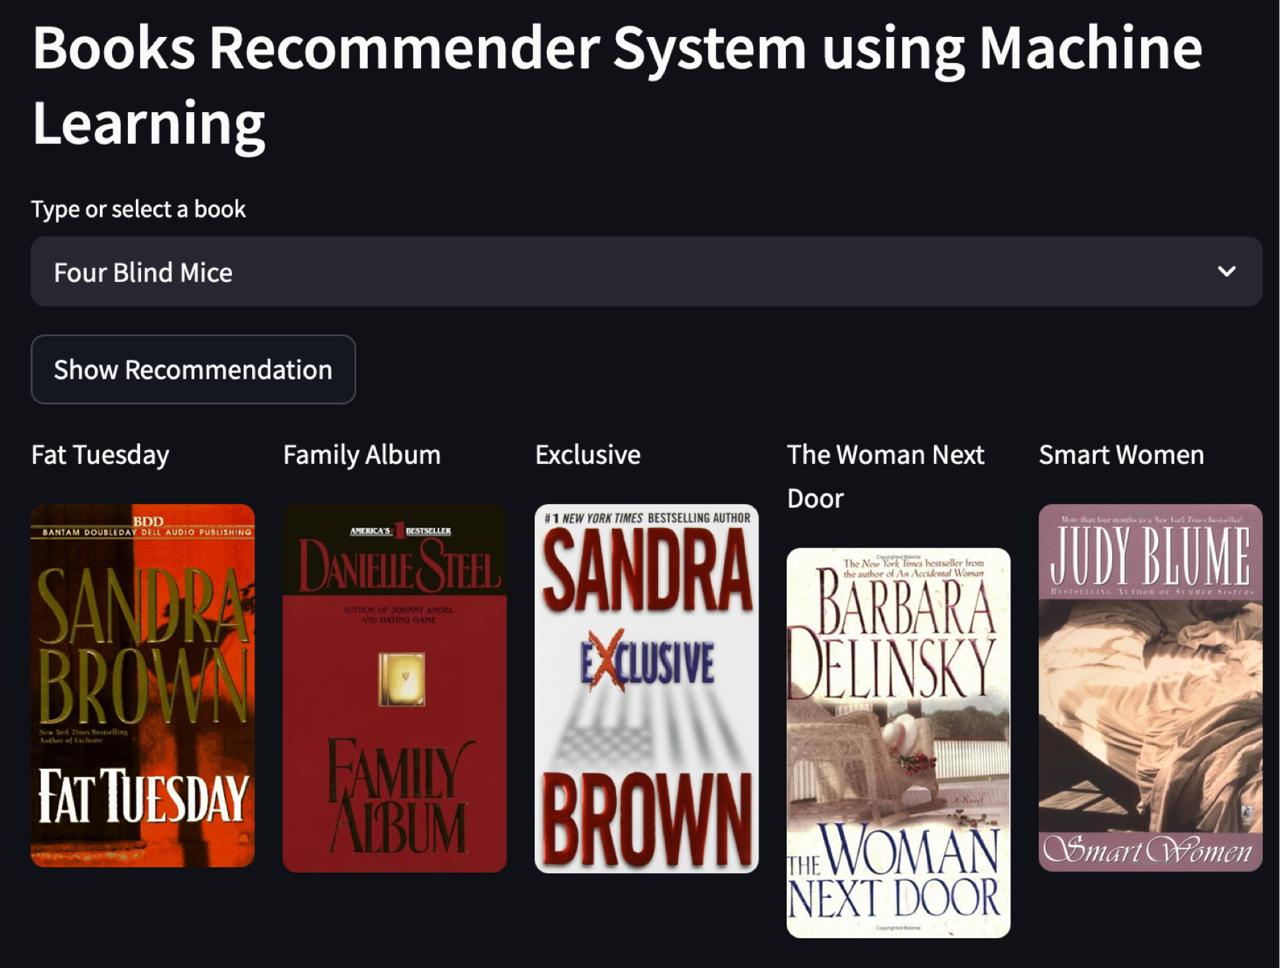 Books Recommender System using Machine
Learning
Type or select a book
Four Blind Mice
Show Recommendation
Fat Tuesday
BDD
BANTAM DOUBLEDAY DELL AUDIO PUBLISHING
SANDRA
BROWN
New York Times Bestselling
Author of Exclusive
FAT TUESDAY
Family Album
AMERICA'S 1 BESTSELLER
DANIELLE STEEL
AUTHOR OF JOHNNY ANGEL
AND DATING GAME
FAMILY
ALBUM
Exclusive
#1 NEW YORK TIMES BESTSELLING AUTHOR
SANDRA
EXCLUSIVE
BROWN
The Woman Next
Door
Copyrighted Material
The New York Times bestseller from
the author of An Accidental Woman
BARBARA
DELINSKY
A Novel
THE WOMAN
NEXT DOOR
Copyrighted Material
Smart Women
More than four months as a New York Times bestseller!
JUDY BLUME
BESTSELLING AUTHOR OF SUMMER SISTERS
Smart Women